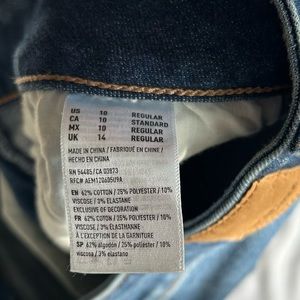 US 10 REGULAR
CA 10 STANDARD
MX 10 REGULAR
UK 14 REGULAR
MADE IN CHINA / FABRIQUÉ EN CHINE /
HECHO EN CHINA
RN 54485/CA 03873
RFC# AEM120605U9A
EN 62% COTTON / 25% POLYESTER / 10%
VISCOSE / 3% ELASTANE
EXCLUSIVE OF DECORATION
FR 62% COTON / 25% POLYESTER / 10%
VISCOSE / 3% ÉLASTHANNE
À L'EXCEPTION DE LA GARNITURE
SP 62% algodón / 25% poliéster / 10%
viscosa / 3% elastano